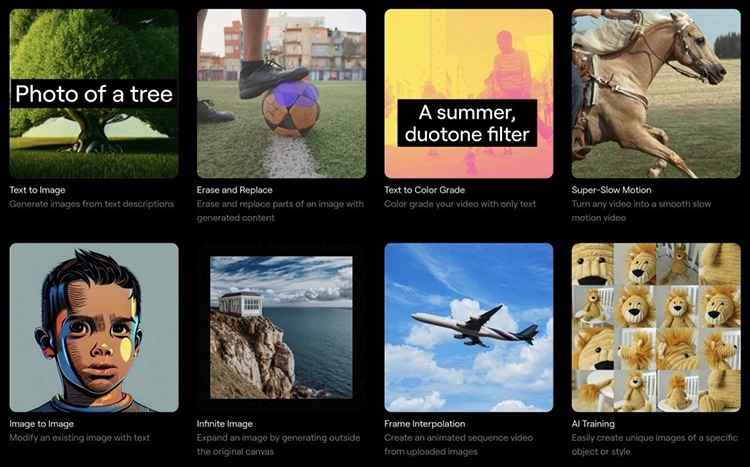 Photo of a tree
Text to Image
Generate images from text descriptions
Erase and Replace
Erase and replace parts of an image with
generated content
A summer,
duotone filter
Text to Color Grade
Color grade your video with only text
Super-Slow Motion
Turn any video into a smooth slow
motion video
Image to Image
Modify an existing image with text
Infinite Image
Expand an image by generating outside
the original canvas
Frame Interpolation
Create an animated sequence video
from uploaded images
AI Training
Easily create unique images of a specific
object or style